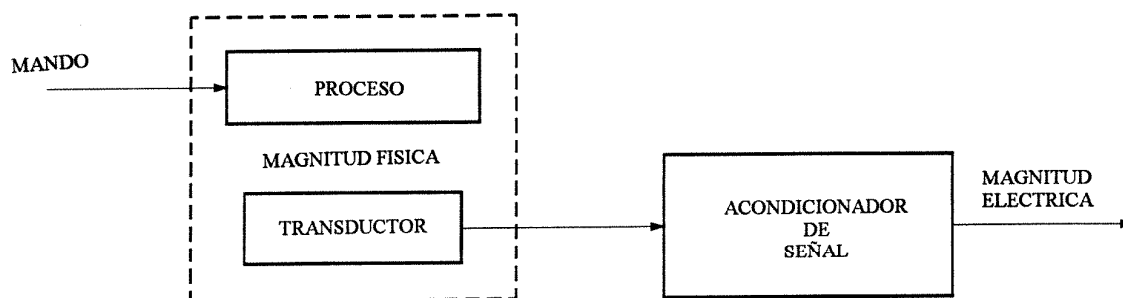 MANDO
PROCESO
MAGNITUD FISICA
TRANSDUCTOR
ACONDICIONADOR
DE
SEÑAL
MAGNITUD
ELECTRICA